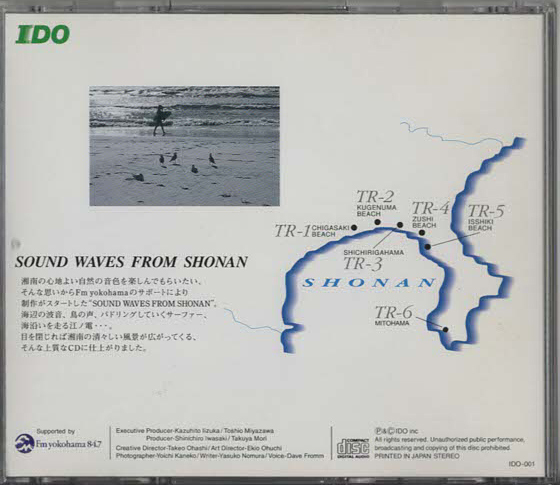 IDO
TR-2
KUGENUMA
BEACH
TR-4
ZUSHI
BEACH
TR-5
ISSHIKI
BEACH
TR-1 CHIGASAKI
BEACH
SHICHIRIGAHAMA
TR-3
SHONAN
TR-6
MITOHAMA
SOUND WAVES FROM SHONAN
湘南の心地よい自然の音色を楽しんでもらいたい。
そんな思いからFm yokohamaのサポートにより
制作がスタートした"SOUND WAVES FROM SHONAN"。
海辺の波音、鳥の声、パドリングしていくサーファー、
海沿いを走る江ノ電・・・。
目を閉じれば湘南の清々しい風景が広がってくる、
そんな上質なCDに仕上がりました。
Supported by
Fm yokohama 84.7
Executive Producer-Kazuhito Iizuka / Toshio Miyazawa
Producer-Shinichiro Iwasaki / Takuya Mori
Creative Director-Takeo Ohashi / Art Director-Ekio Ohuchi
Photographer-Yoichi Kaneko / Writer-Yasuko Nomura / Voice-Dave Fromm
COMPACT
disc
DIGITAL AUDIO
Ⓟ&©IDO inc
All rights reserved. Unauthorized public performance,
broadcasting and copying of this disc prohibited.
PRINTED IN JAPAN STEREO
IDO-001